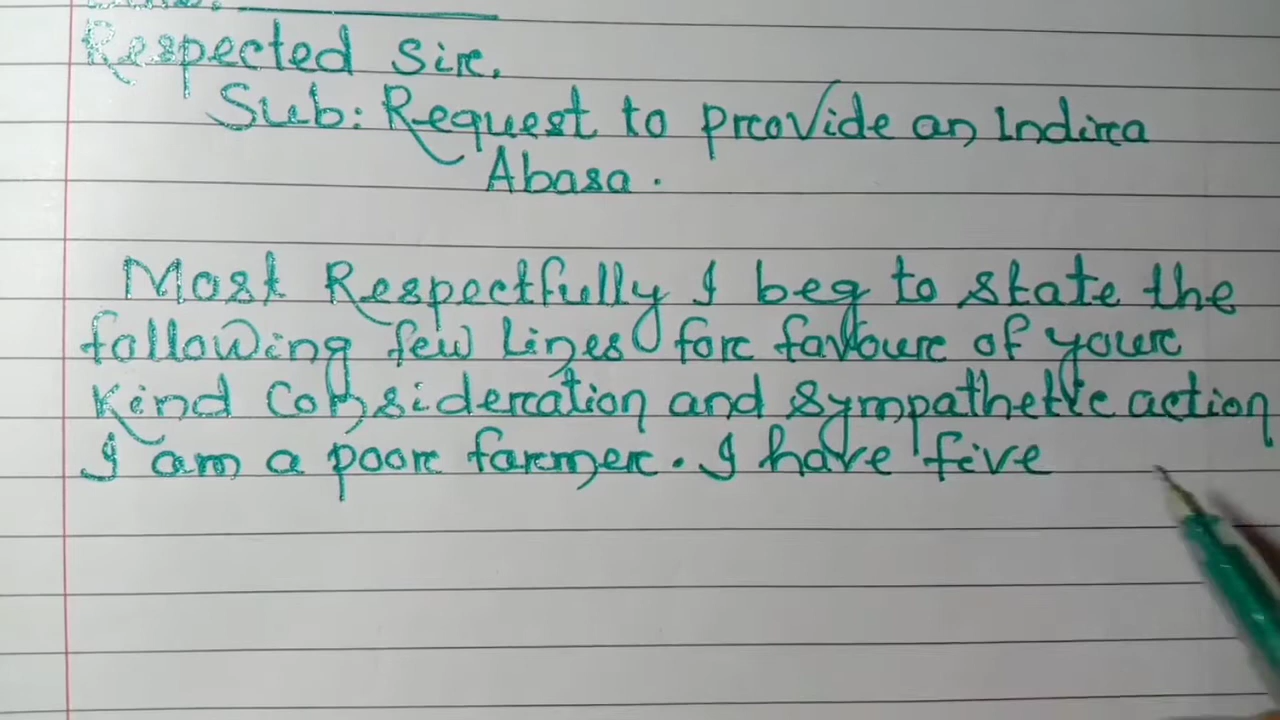 Respected Sir,
Sub: Request to provide an Indira
Abasa.
Most Respectfully I beg to state the
following few lines for favour of your
Kind Consideration and sympathettc action
I am a poor farmer. I have five